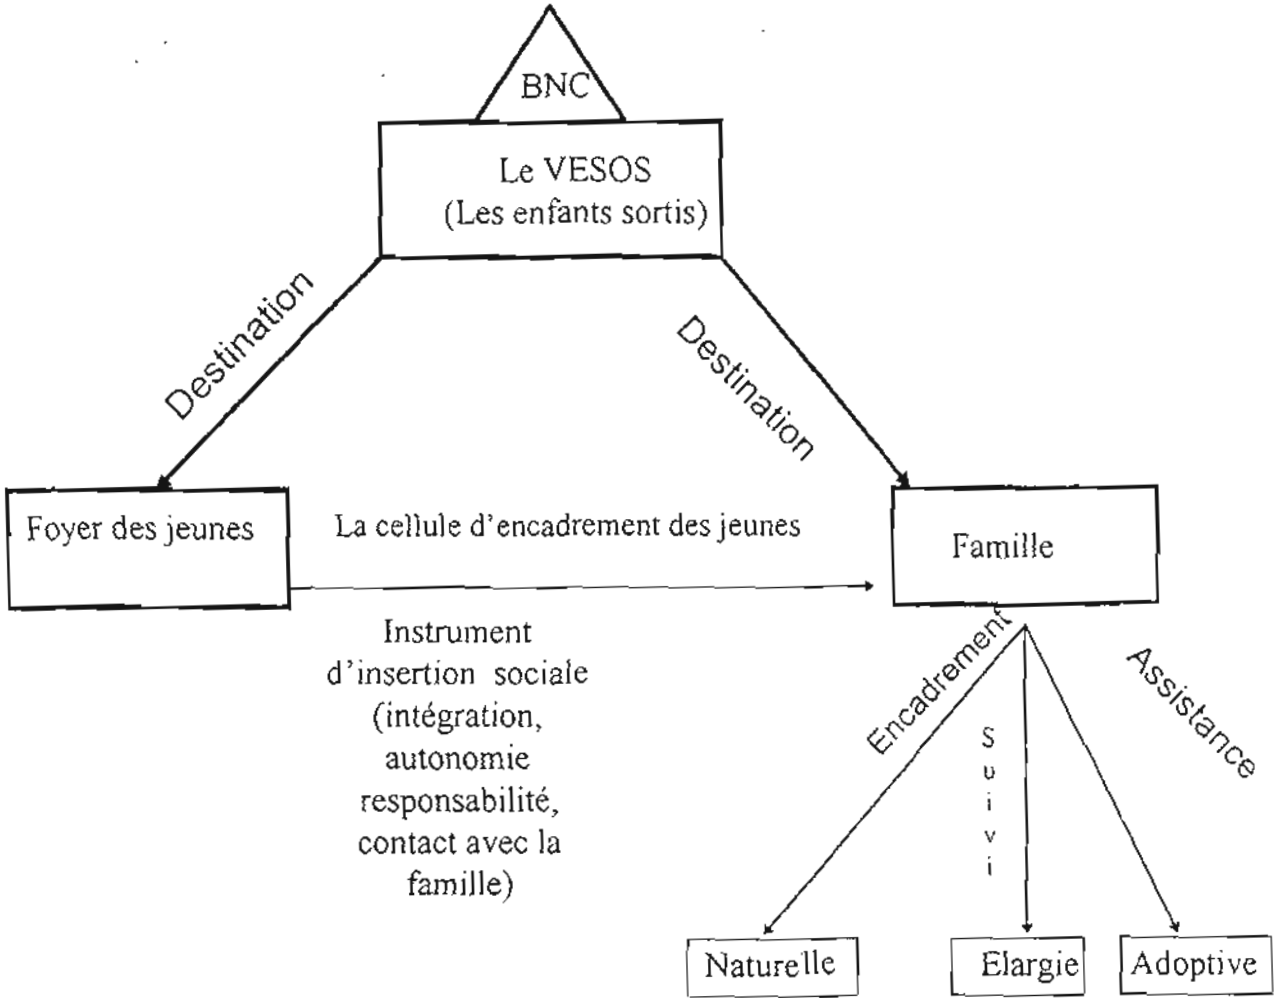 BNC
Le VESOS
(Les enfants sortis)
Destination
Destination
Foyer des jeunes
La cellule d'encadrement des jeunes
Famille
Instrument
d'insertion sociale
(intégration,
autonomie
responsabilité,
contact avec la
famille)
Encadrement
Suivi
Assistance
Naturelle
Elargie
Adoptive